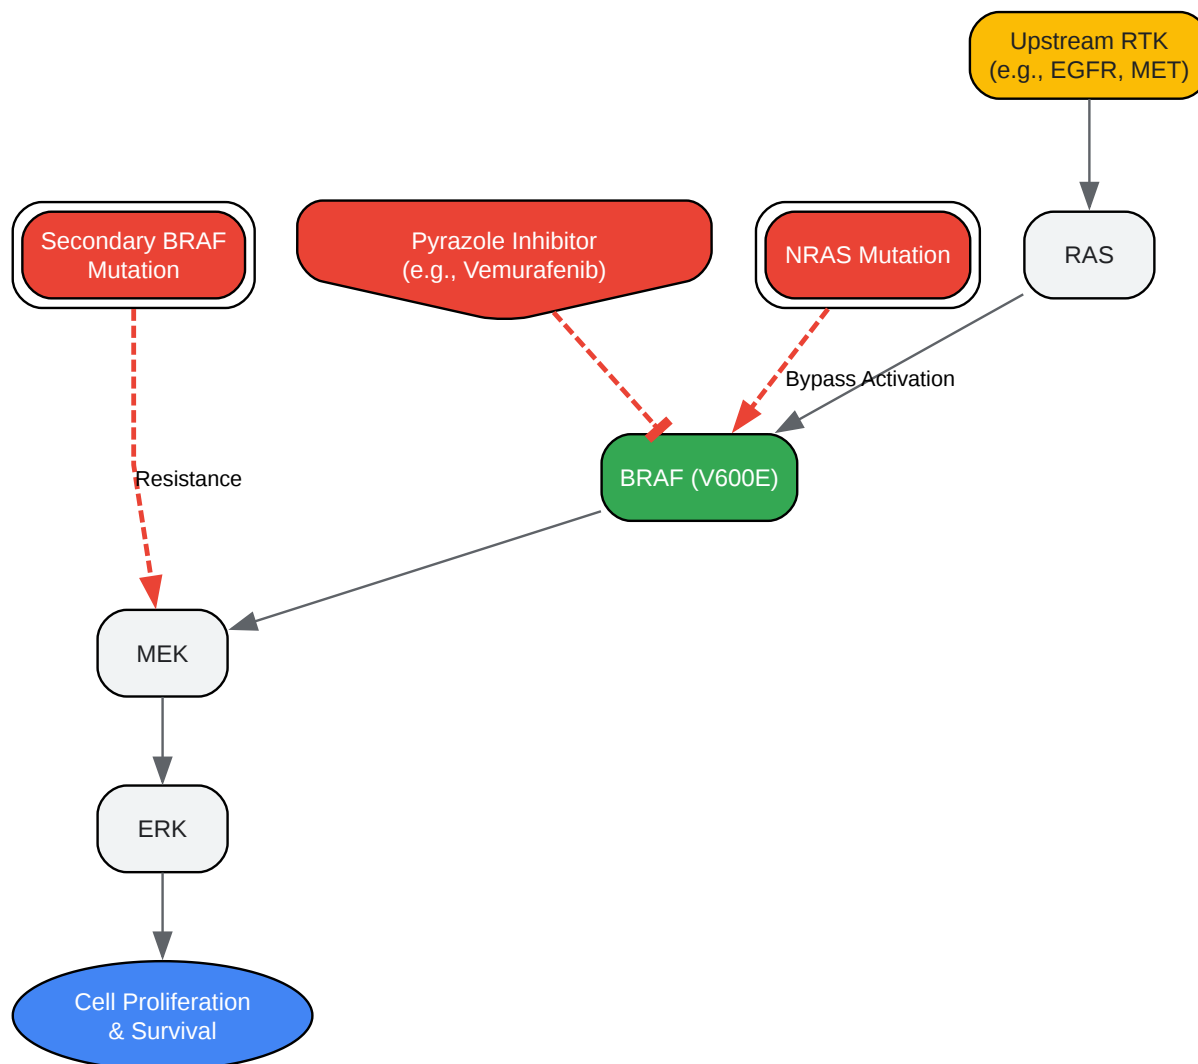 Upstream RTK
(e.g., EGFR, MET)
Secondary BRAF
Mutation
Pyrazole Inhibitor
(e.g., Vemurafenib)
NRAS Mutation
RAS
Bypass Activation
Resistance
BRAF (V600E)
MEK
ERK
Cell Proliferation
& Survival